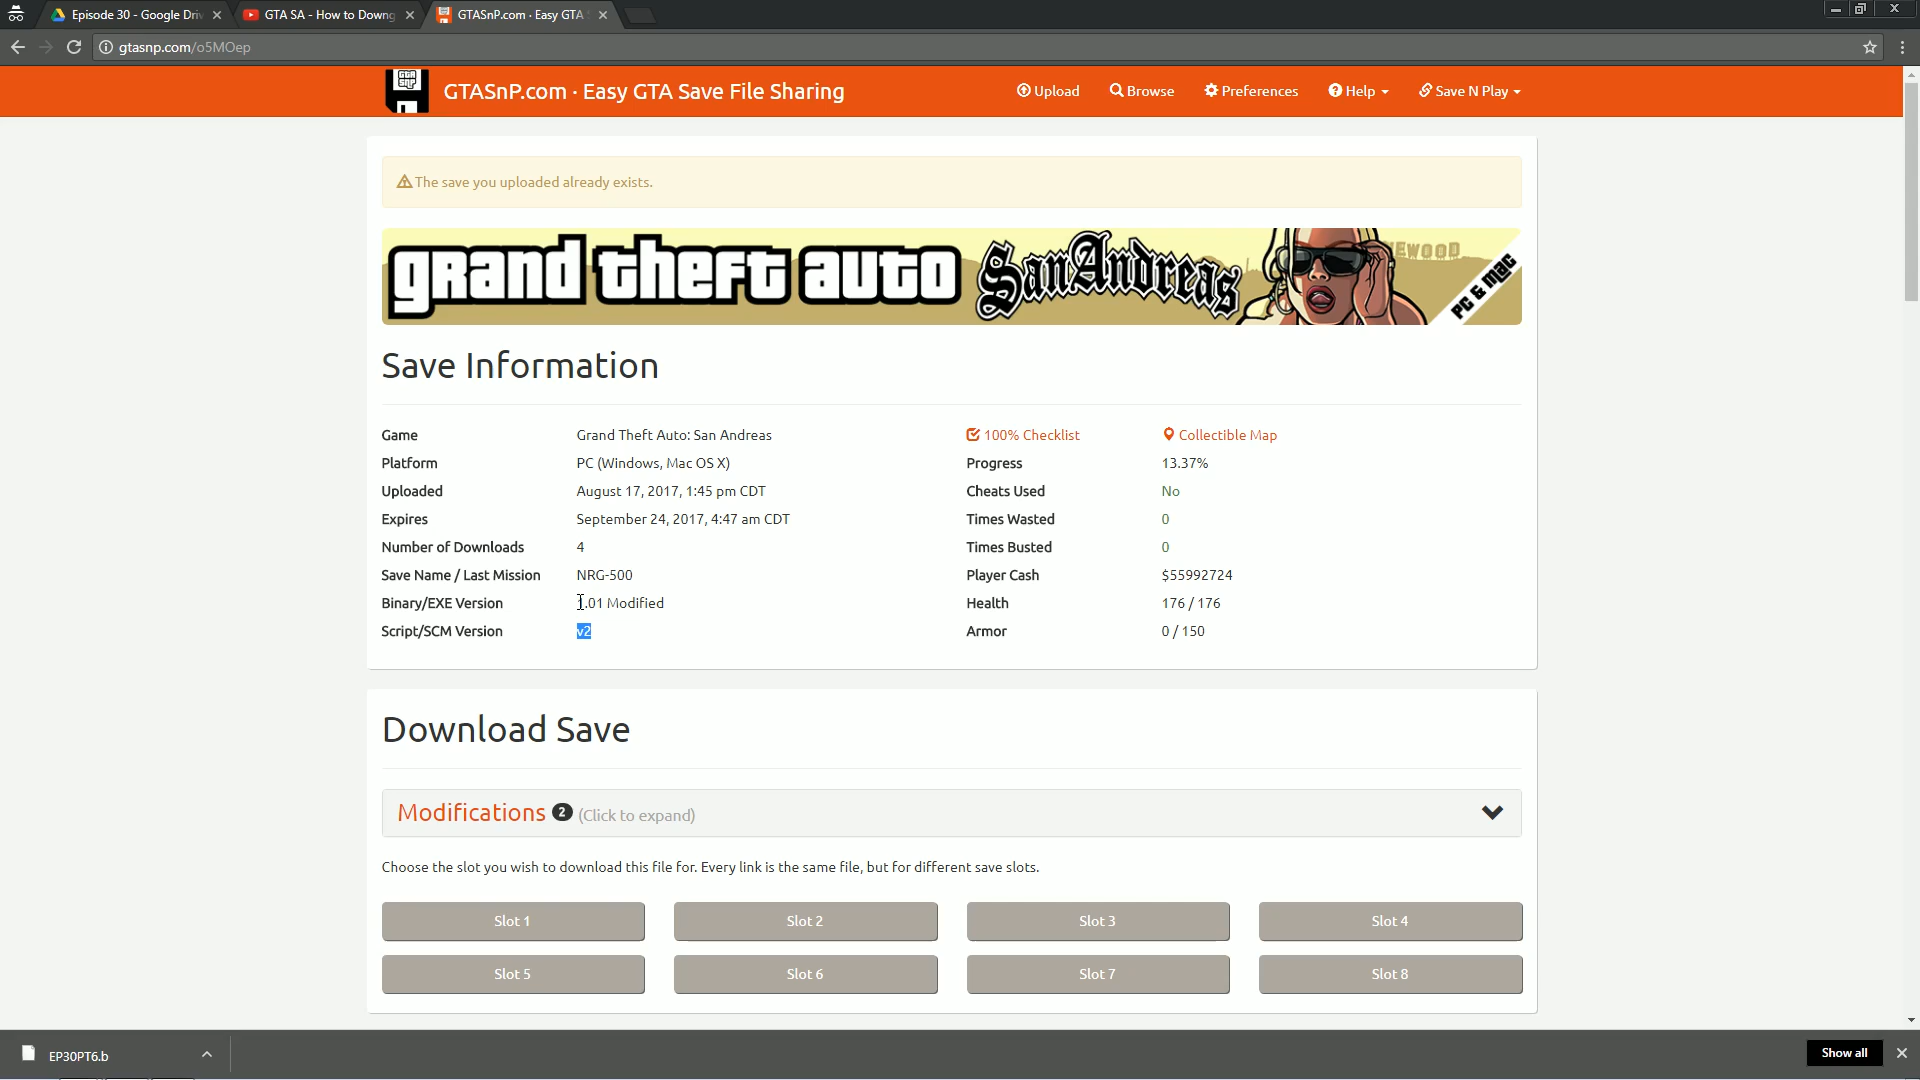 Episode 30 - Google Driv
GTA SA - How to Downg
GTASnP.com · Easy GTA S
gtasnp.com/o5MOep
GTA
SNP
GTASnP.com · Easy GTA Save File Sharing
Upload
Browse
Preferences
Help
Save N Play
The save you uploaded already exists.
grand theft auto San Andreas
NEWOOD
PC & MAC
Save Information
Game Grand Theft Auto: San Andreas 100% Checklist Collectible Map
Platform PC (Windows, Mac OS X) Progress 13.37%
Uploaded August 17, 2017, 1:45 pm CDT Cheats Used No
Expires September 24, 2017, 4:47 am CDT Times Wasted 0
Number of Downloads 4 Times Busted 0
Save Name / Last Mission NRG-500 Player Cash $55992724
Binary/EXE Version 1.01 Modified Health 176 / 176
Script/SCM Version v2 Armor 0 / 150
Download Save
Modifications 2 (Click to expand)
Choose the slot you wish to download this file for. Every link is the same file, but for different save slots.
Slot 1 Slot 2 Slot 3 Slot 4
Slot 5 Slot 6 Slot 7 Slot 8
EP30PT6.b
Show all